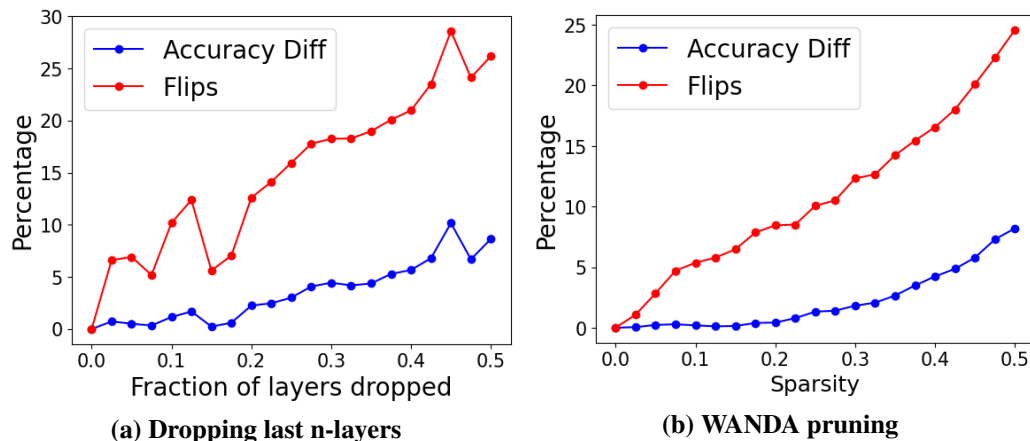 30
25
20
15
10
5
0
Percentage
Accuracy Diff
Flips
0.0 0.1 0.2 0.3 0.4 0.5
Fraction of layers dropped
(a) Dropping last n-layers
25
20
15
10
5
0
Percentage
Accuracy Diff
Flips
0.0 0.1 0.2 0.3 0.4 0.5
Sparsity
(b) WANDA pruning